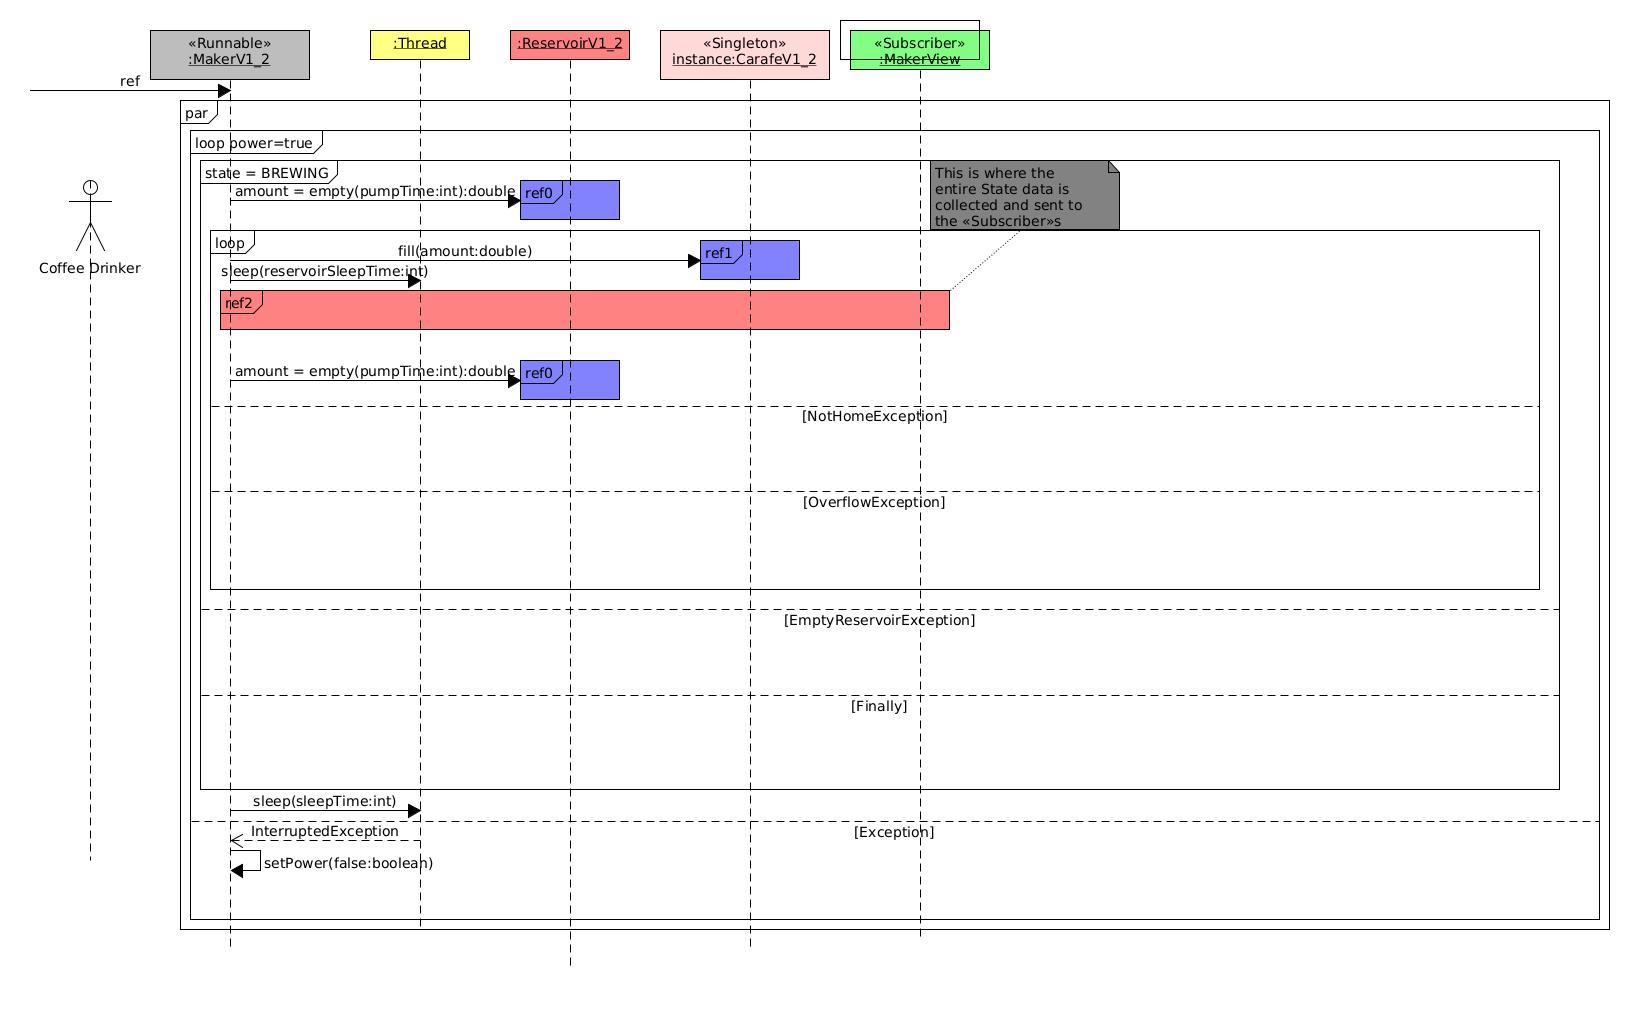 «Runnable»
:MakerV1_2
:Thread
:ReservoirV1_2
«Singleton»
instance:CarafeV1_2
«Subscriber»
:MakerView
ref
par
loop power=true
state = BREWING
This is where the
entire State data is
collected and sent to
the «Subscriber»s
amount = empty(pumpTime:int):double
ref0
Coffee Drinker
loop
fill(amount:double)
ref1
sleep(reservoirSleepTime:int)
ref2
amount = empty(pumpTime:int):double
ref0
[NotHomeException]
[OverflowException]
[EmptyReservoirException]
[Finally]
sleep(sleepTime:int)
[Exception]
InterruptedException
setPower(false:boolean)